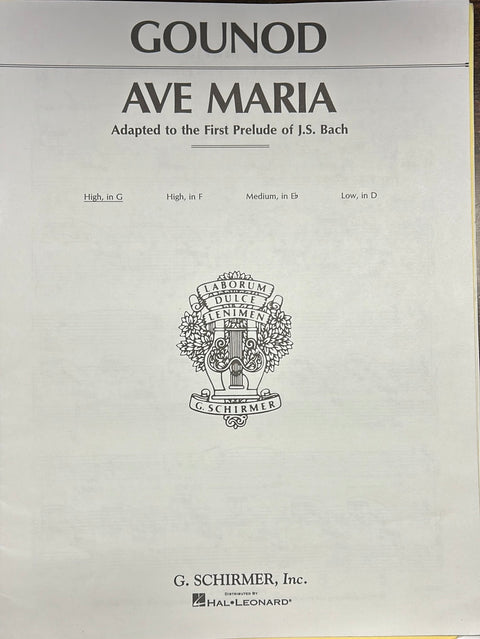 GOUNOD
AVE MARIA
Adapted to the First Prelude of J.S. Bach
High, in G High, in F Medium, in E♭ Low, in D
LABORUM
DULCE
LENIMEN
G. SCHIRMER
G. SCHIRMER, Inc.
DISTRIBUTED BY
HAL•LEONARD®